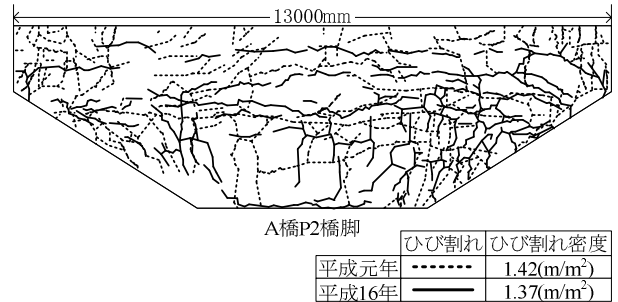 13000mm
A橋P2橋脚
ひび割れ ひび割れ密度
平成元年 1.42(m/m²)
平成16年 1.37(m/m²)